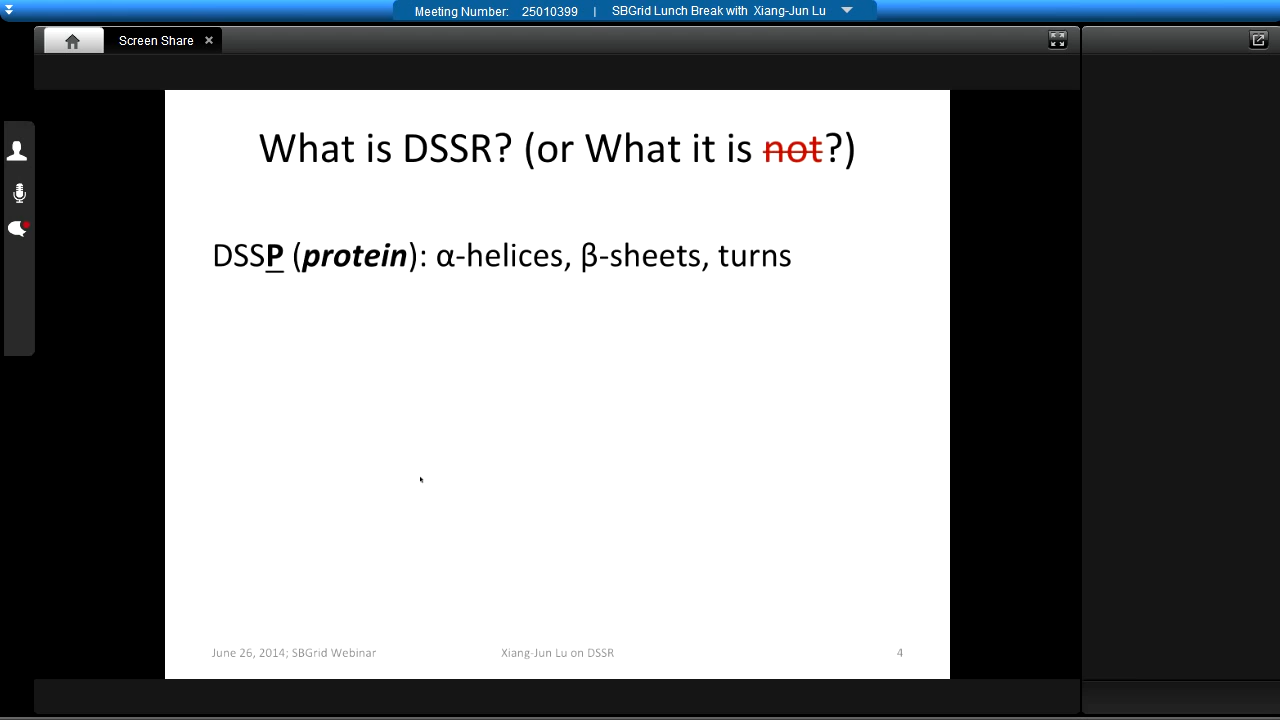 Meeting Number: 25010399 | SBGrid Lunch Break with Xiang-Jun Lu
Screen Share
What is DSSR? (or What it is not?)
DSSP (protein): α-helices, β-sheets, turns
June 26, 2014; SBGrid Webinar Xiang-Jun Lu on DSSR 4